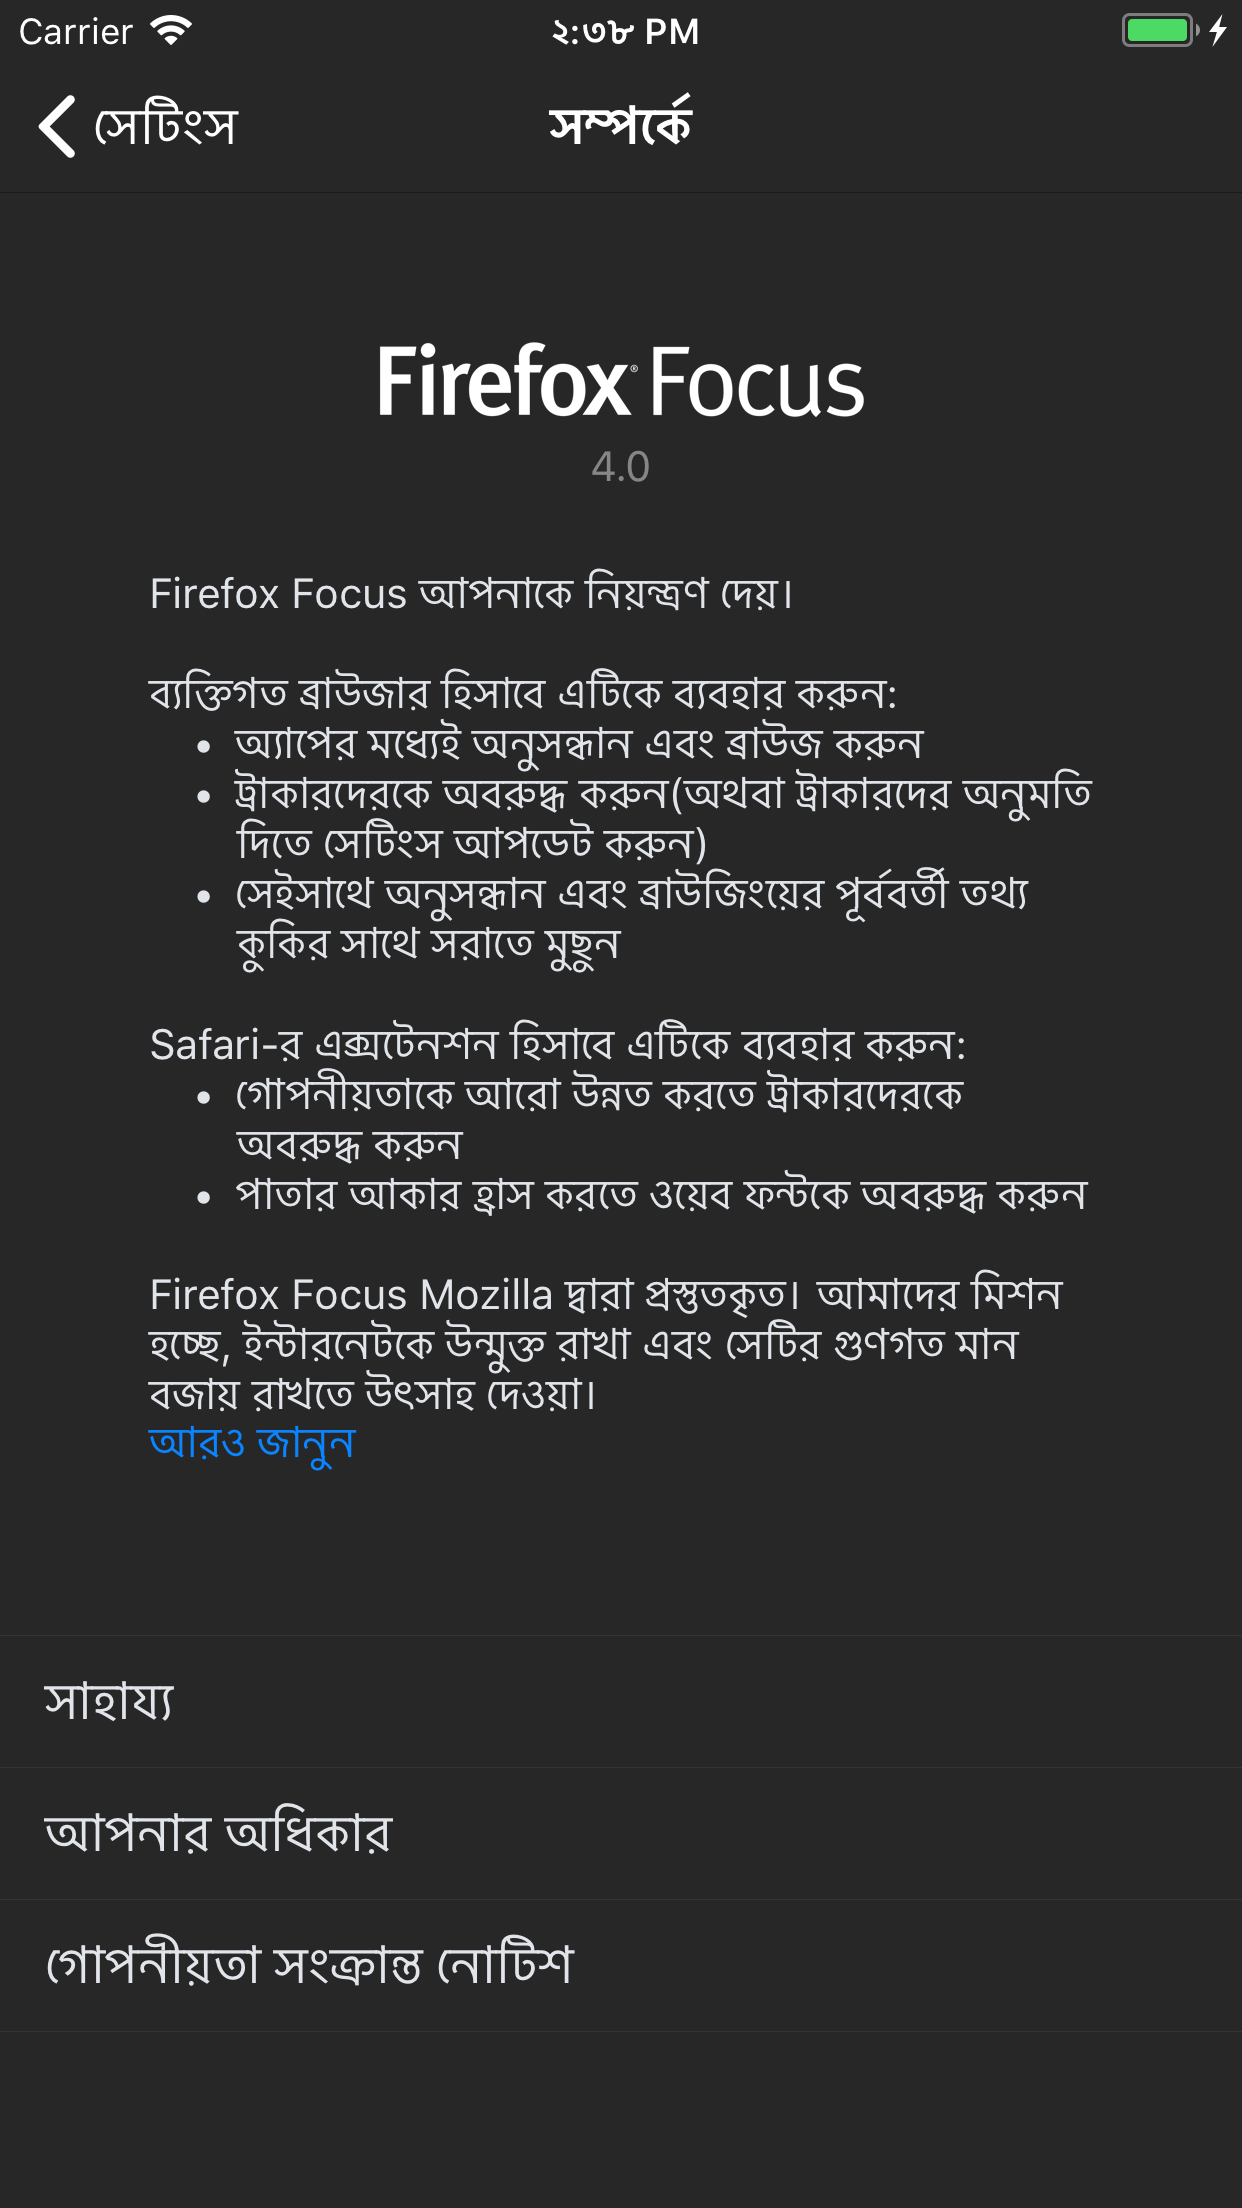 Carrier ২:৩৮ PM
সেটিংস সম্পর্কে
Firefox® Focus
4.0
Firefox Focus আপনাকে নিয়ন্ত্রণ দেয়।
ব্যক্তিগত ব্রাউজার হিসাবে এটিকে ব্যবহার করুন:
• অ্যাপের মধ্যেই অনুসন্ধান এবং ব্রাউজ করুন
• ট্রাকারদেরকে অবরুদ্ধ করুন(অথবা ট্রাকারদের অনুমতি
দিতে সেটিংস আপডেট করুন)
• সেইসাথে অনুসন্ধান এবং ব্রাউজিংয়ের পূর্ববর্তী তথ্য
কুকির সাথে সরাতে মুছুন
Safari-র এক্সটেনশন হিসাবে এটিকে ব্যবহার করুন:
• গোপনীয়তাকে আরো উন্নত করতে ট্রাকারদেরকে
অবরুদ্ধ করুন
• পাতার আকার হ্রাস করতে ওয়েব ফন্টকে অবরুদ্ধ করুন
Firefox Focus Mozilla দ্বারা প্রস্তুতকৃত। আমাদের মিশন
হচ্ছে, ইন্টারনেটকে উন্মুক্ত রাখা এবং সেটির গুণগত মান
বজায় রাখতে উৎসাহ দেওয়া।
আরও জানুন
সাহায্য
আপনার অধিকার
গোপনীয়তা সংক্রান্ত নোটিশ